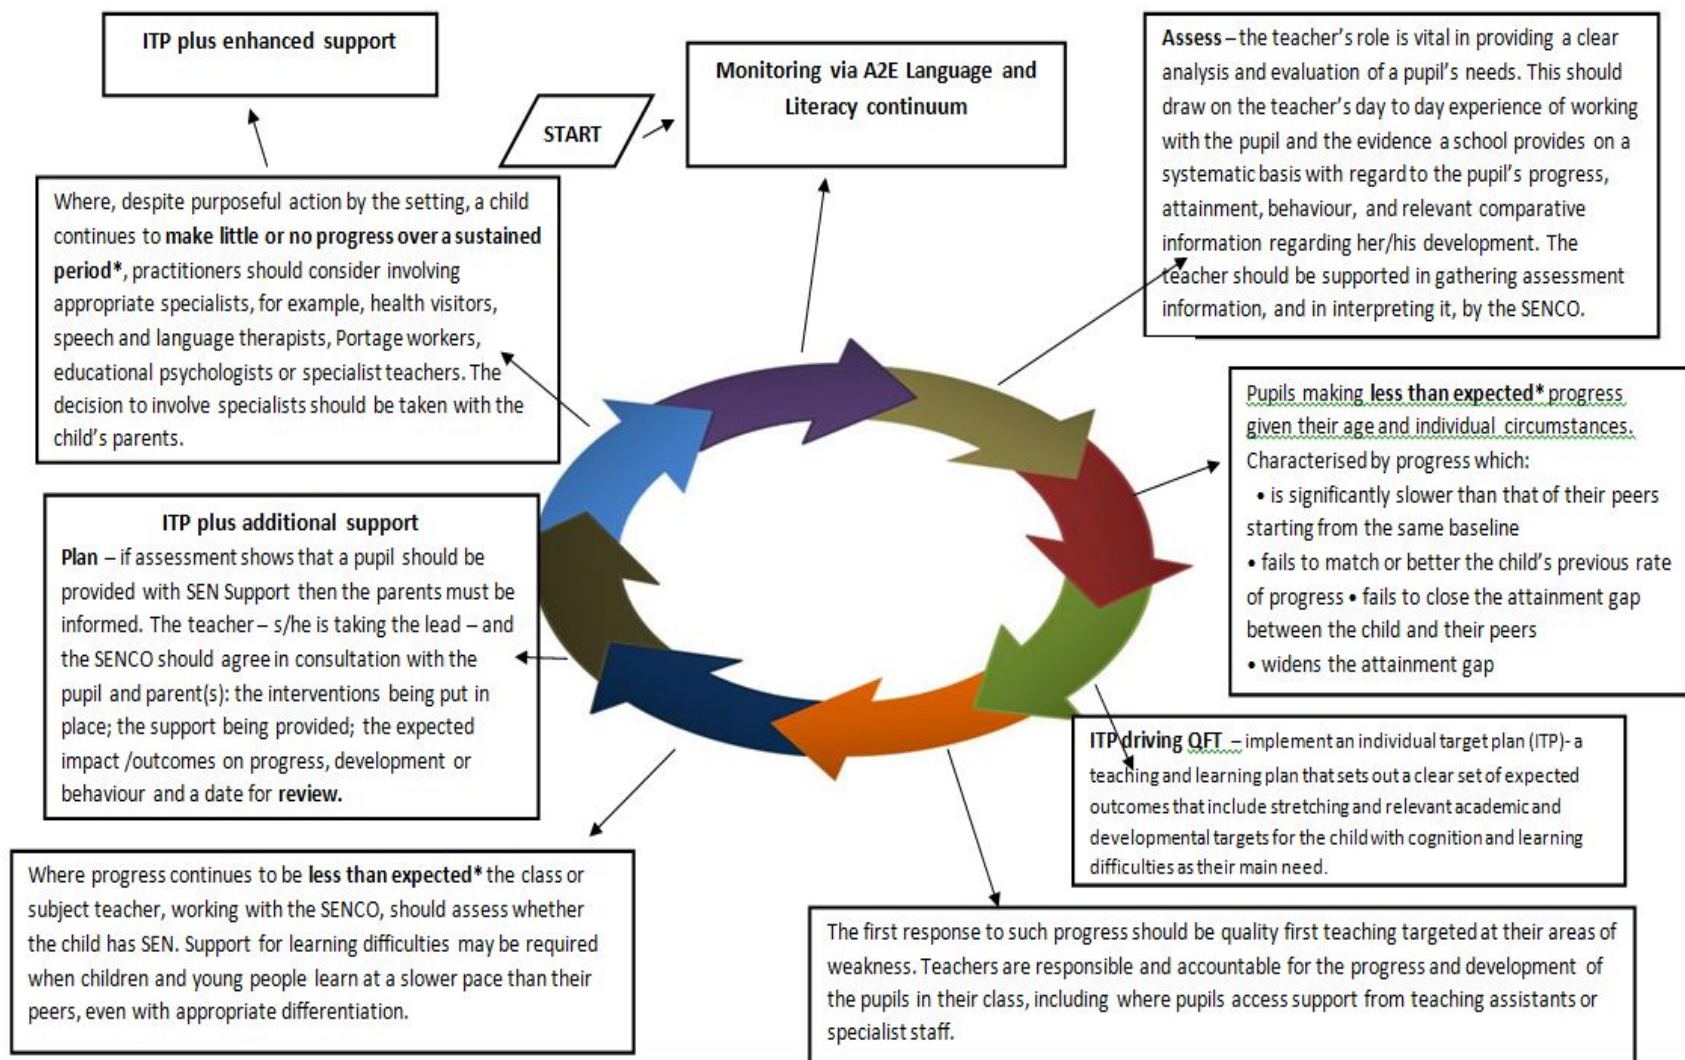 ITP plus enhanced support
START
Monitoring via A2E Language and
Literacy continuum
Assess – the teacher's role is vital in providing a clear
analysis and evaluation of a pupil's needs. This should
draw on the teacher's day to day experience of working
with the pupil and the evidence a school provides on a
systematic basis with regard to the pupil's progress,
attainment, behaviour, and relevant comparative
information regarding her/his development. The
teacher should be supported in gathering assessment
information, and in interpreting it, by the SENCO.
Pupils making less than expected* progress
given their age and individual circumstances.
Characterised by progress which:
• is significantly slower than that of their peers
starting from the same baseline
• fails to match or better the child's previous rate
of progress • fails to close the attainment gap
between the child and their peers
• widens the attainment gap
ITP driving QFT – implement an individual target plan (ITP)- a
teaching and learning plan that sets out a clear set of expected
outcomes that include stretching and relevant academic and
developmental targets for the child with cognition and learning
difficulties as their main need.
The first response to such progress should be quality first teaching targeted at their areas of
weakness. Teachers are responsible and accountable for the progress and development of
the pupils in their class, including where pupils access support from teaching assistants or
specialist staff.
Where progress continues to be less than expected* the class or
subject teacher, working with the SENCO, should assess whether
the child has SEN. Support for learning difficulties may be required
when children and young people learn at a slower pace than their
peers, even with appropriate differentiation.
ITP plus additional support
Plan – if assessment shows that a pupil should be
provided with SEN Support then the parents must be
informed. The teacher – s/he is taking the lead – and
the SENCO should agree in consultation with the
pupil and parent(s): the interventions being put in
place; the support being provided; the expected
impact /outcomes on progress, development or
behaviour and a date for review.
Where, despite purposeful action by the setting, a child
continues to make little or no progress over a sustained
period*, practitioners should consider involving
appropriate specialists, for example, health visitors,
speech and language therapists, Portage workers,
educational psychologists or specialist teachers. The
decision to involve specialists should be taken with the
child's parents.